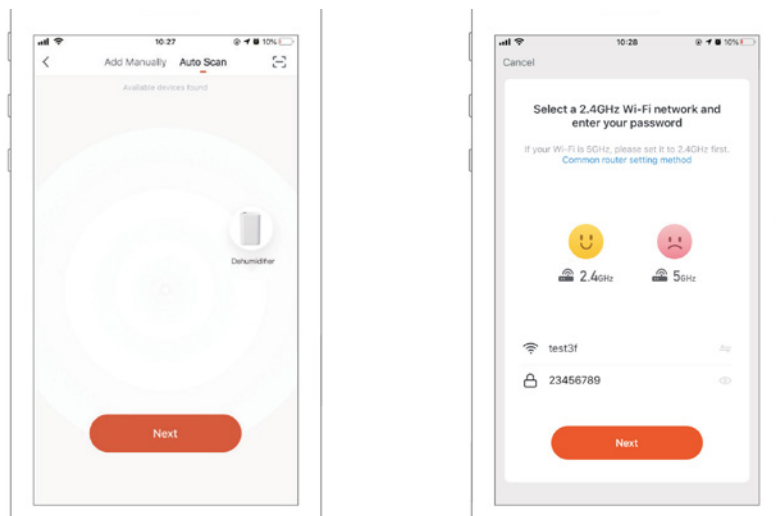 10:27
10%
Add Manually Auto Scan
Available devices found
Dehumidifier
Next
10:28
10%
Cancel
Select a 2.4GHz Wi-Fi network and
enter your password
If your Wi-Fi is 5GHz, please set it to 2.4GHz first.
Common router setting method
2.4GHz
5GHz
test3f
23456789
Next